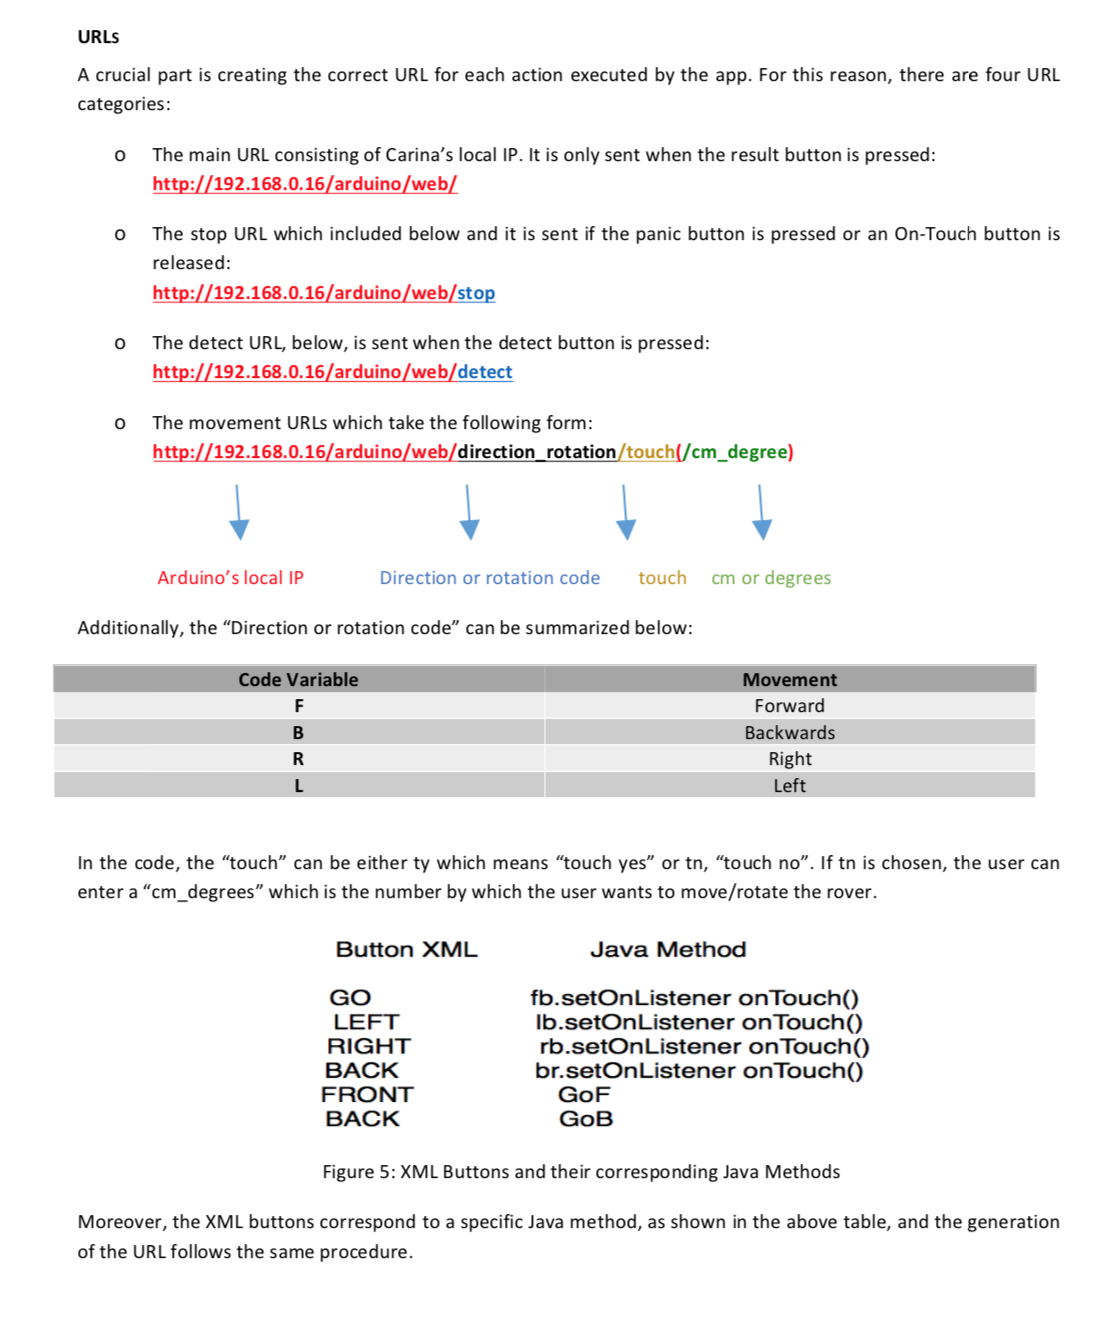 URLs
A crucial part is creating the correct URL for each action executed by the app. For this reason, there are four URL
categories:
o The main URL consisting of Carina’s local IP. It is only sent when the result button is pressed:
http://192.168.0.16/arduino/web/
o The stop URL which included below and it is sent if the panic button is pressed or an On-Touch button is
released:
http://192.168.0.16/arduino/web/stop
o The detect URL, below, is sent when the detect button is pressed:
http://192.168.0.16/arduino/web/detect
o The movement URLs which take the following form:
http://192.168.0.16/arduino/web/direction_rotation/touch(/cm_degree)
Arduino’s local IP Direction or rotation code touch cm or degrees
Additionally, the “Direction or rotation code” can be summarized below:
Code Variable Movement
F Forward
B Backwards
R Right
L Left
In the code, the “touch” can be either ty which means “touch yes” or tn, “touch no”. If tn is chosen, the user can
enter a “cm_degrees” which is the number by which the user wants to move/rotate the rover.
Button XML Java Method
GO fb.setOnListener onTouch()
LEFT lb.setOnListener onTouch()
RIGHT rb.setOnListener onTouch()
BACK br.setOnListener onTouch()
FRONT GoF
BACK GoB
Figure 5: XML Buttons and their corresponding Java Methods
Moreover, the XML buttons correspond to a specific Java method, as shown in the above table, and the generation
of the URL follows the same procedure.